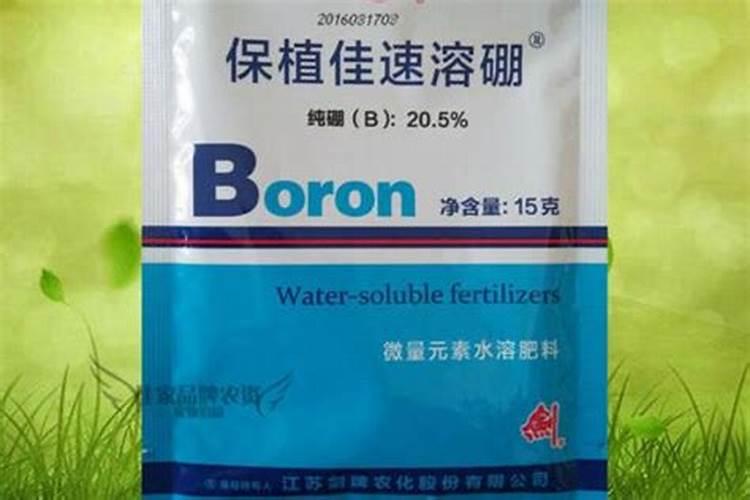 2016031703
保植佳速溶硼®
纯硼（B）：20.5%
Boron 净含量：15克
Water-soluble fertilizers
微量元素水溶肥料
剑
江苏剑牌农化股份有限公司